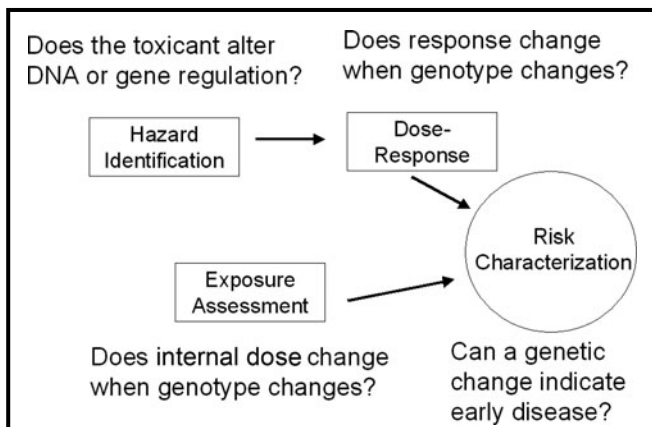 Does the toxicant alter
DNA or gene regulation?
Does response change
when genotype changes?
Hazard
Identification
Dose-
Response
Risk
Characterization
Exposure
Assessment
Does internal dose change
when genotype changes?
Can a genetic
change indicate
early disease?